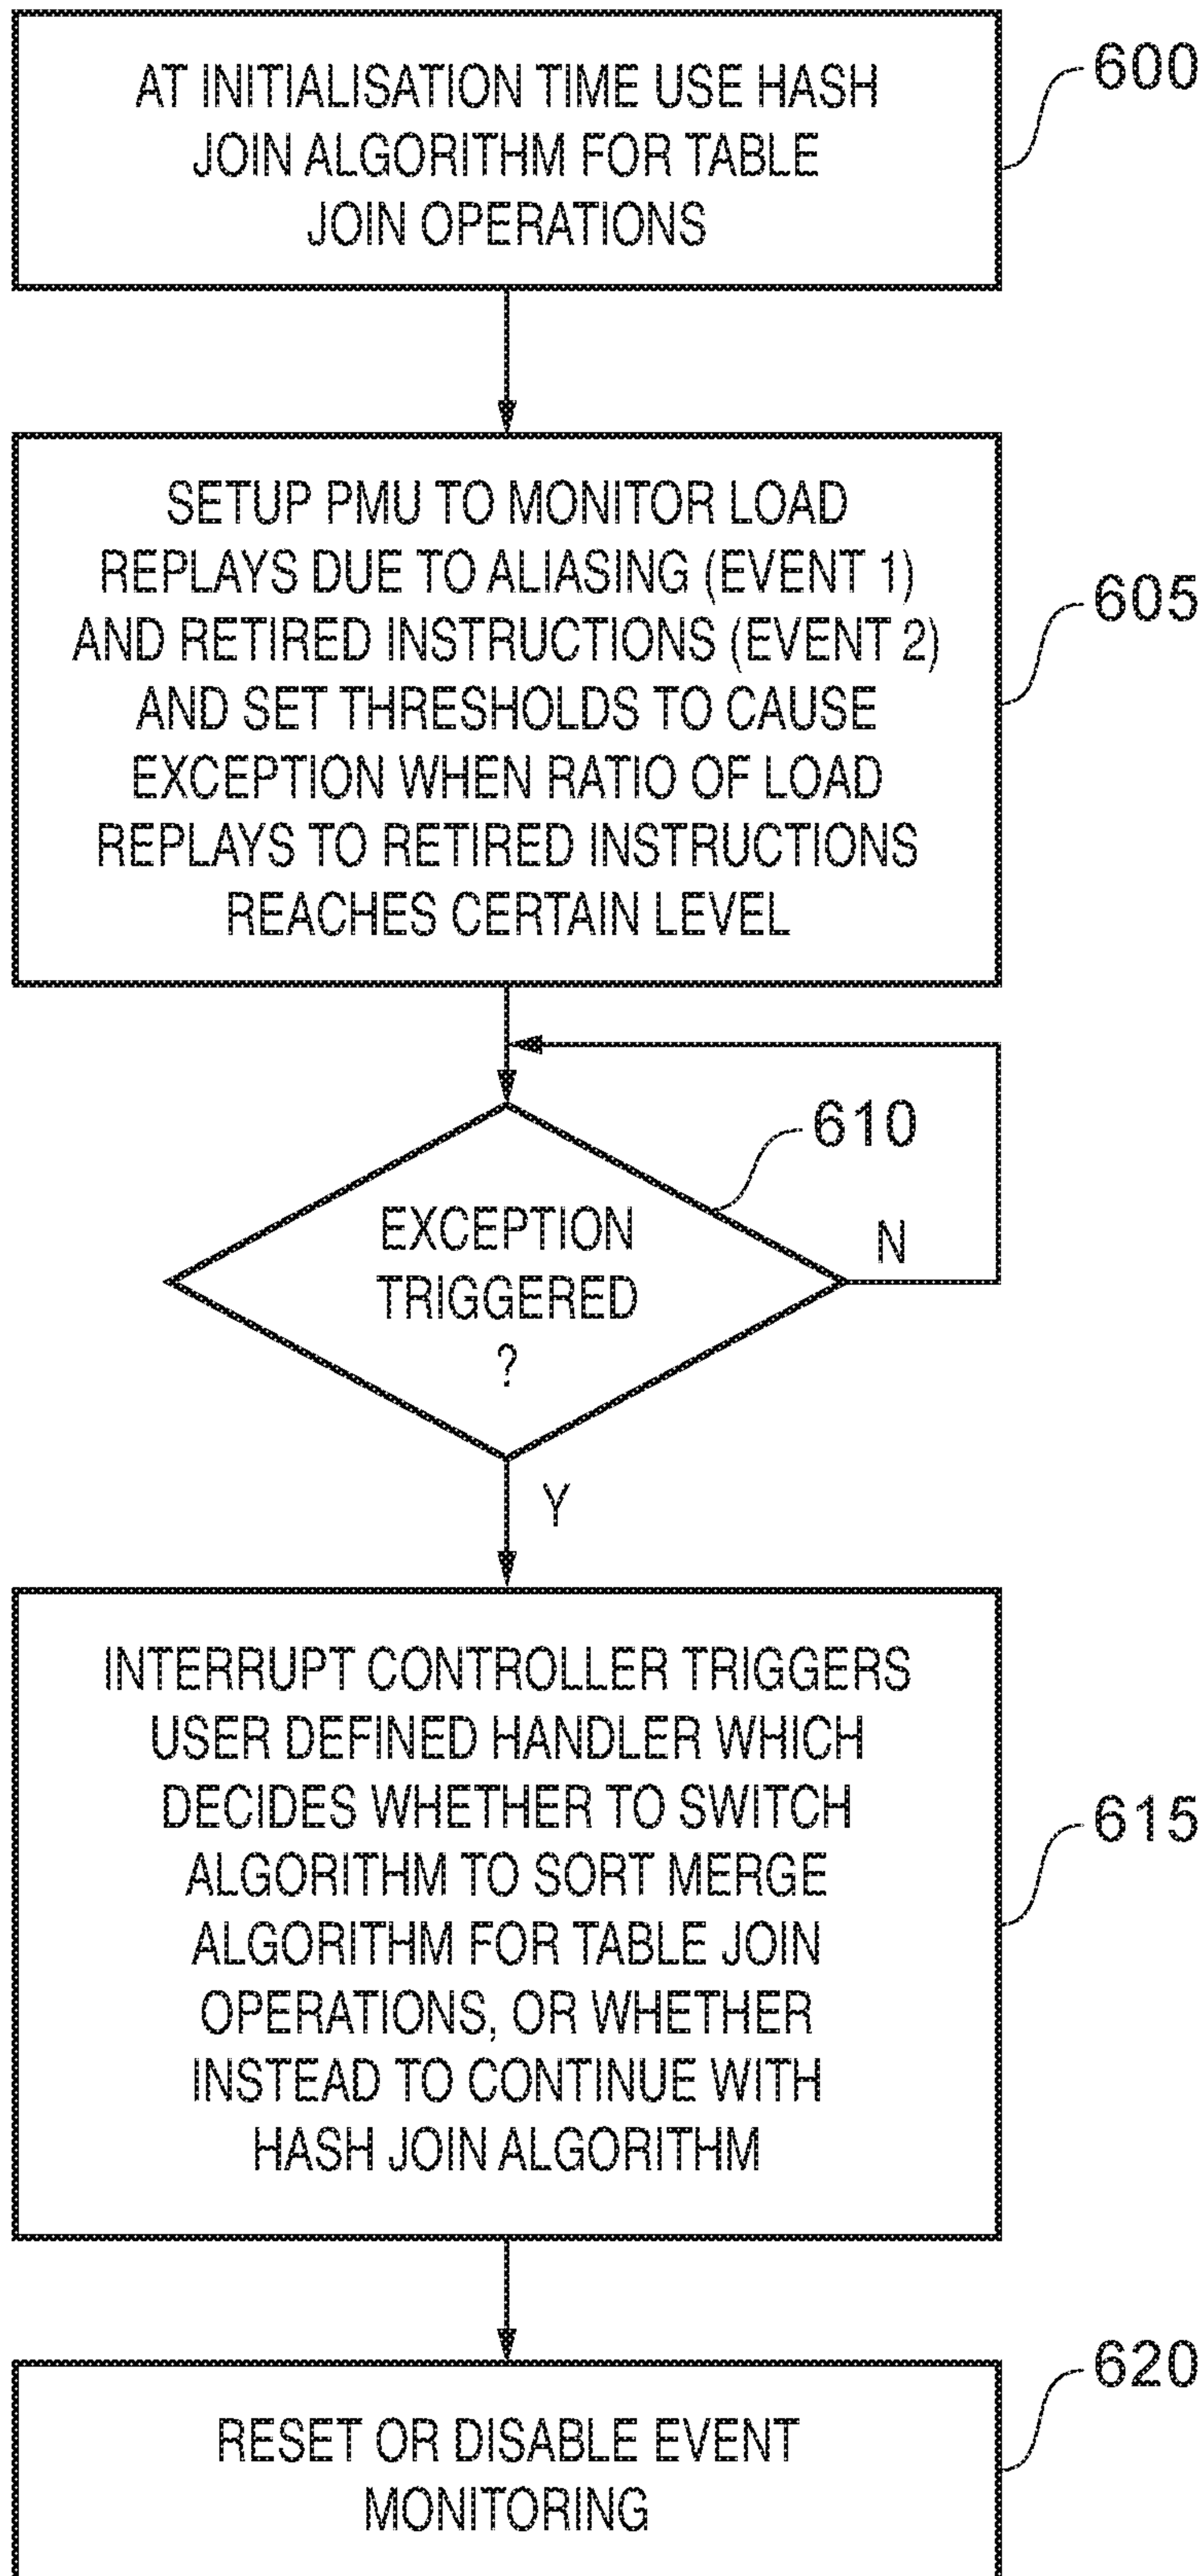 AT INITIALISATION TIME USE HASH
JOIN ALGORITHM FOR TABLE
JOIN OPERATIONS
600
SETUP PMU TO MONITOR LOAD
REPLAYS DUE TO ALIASING (EVENT 1)
AND RETIRED INSTRUCTIONS (EVENT 2)
AND SET THRESHOLDS TO CAUSE
EXCEPTION WHEN RATIO OF LOAD
REPLAYS TO RETIRED INSTRUCTIONS
REACHES CERTAIN LEVEL
605
610
EXCEPTION
TRIGGERED
?
N
Y
INTERRUPT CONTROLLER TRIGGERS
USER DEFINED HANDLER WHICH
DECIDES WHETHER TO SWITCH
ALGORITHM TO SORT MERGE
ALGORITHM FOR TABLE JOIN
OPERATIONS, OR WHETHER
INSTEAD TO CONTINUE WITH
HASH JOIN ALGORITHM
615
RESET OR DISABLE EVENT
MONITORING
620